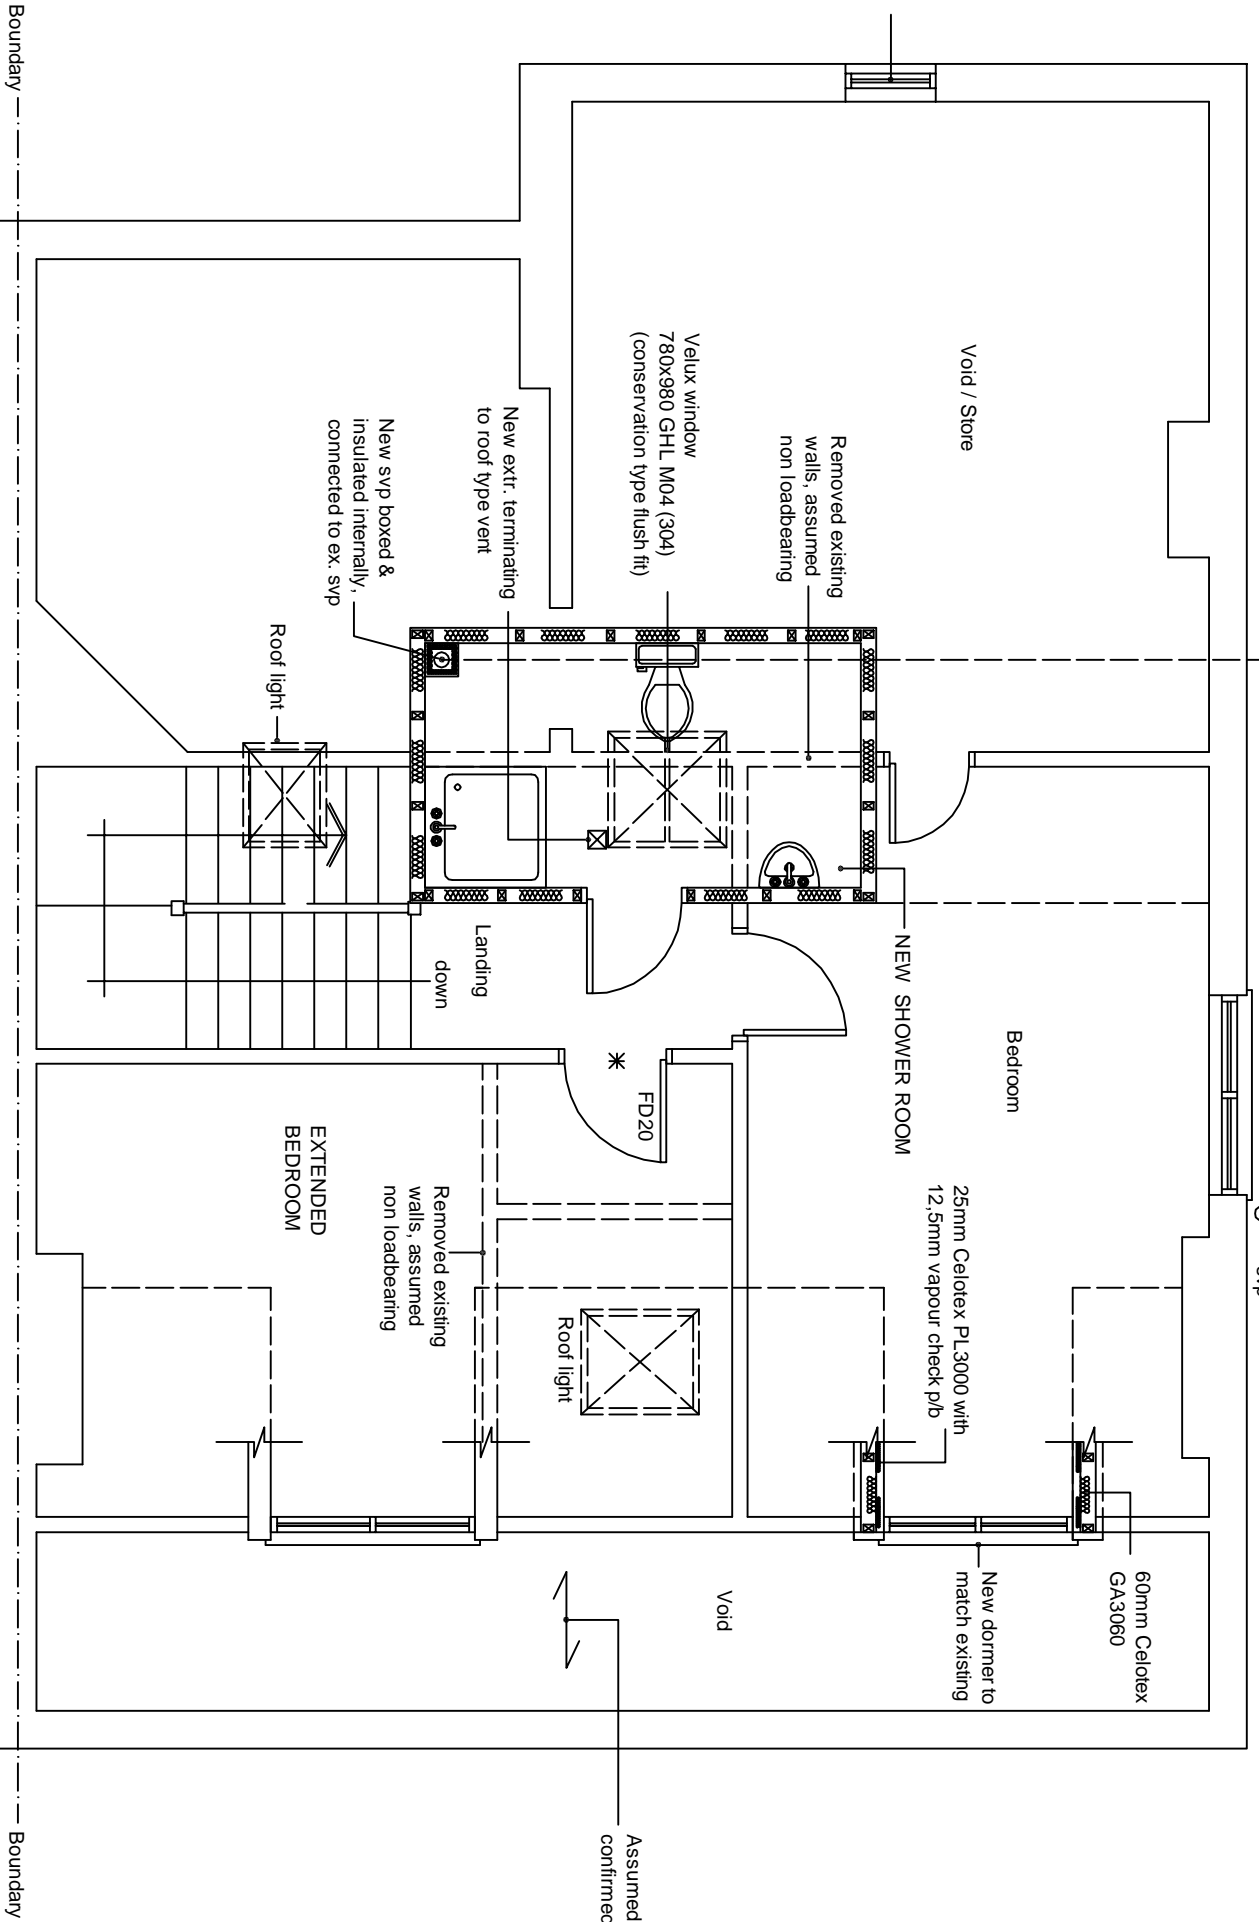 Boundary
Void / Store
Removed existing
walls, assumed
non loadbearing
Velux window
780x980 GHL M04 (304)
(conservation type flush fit)
New extr. terminating
to roof type vent
New svp boxed &
insulated internally,
connected to ex. svp
Roof light
NEW SHOWER ROOM
Landing
down
Bedroom
FD20
EXTENDED
BEDROOM
Removed existing
walls, assumed
non loadbearing
25mm Celotex PL3000 with
12,5mm vapour check p/b
Roof light
60mm Celotex
GA3060
New dormer to
match existing
Void
Assumed
confirmed
Boundary